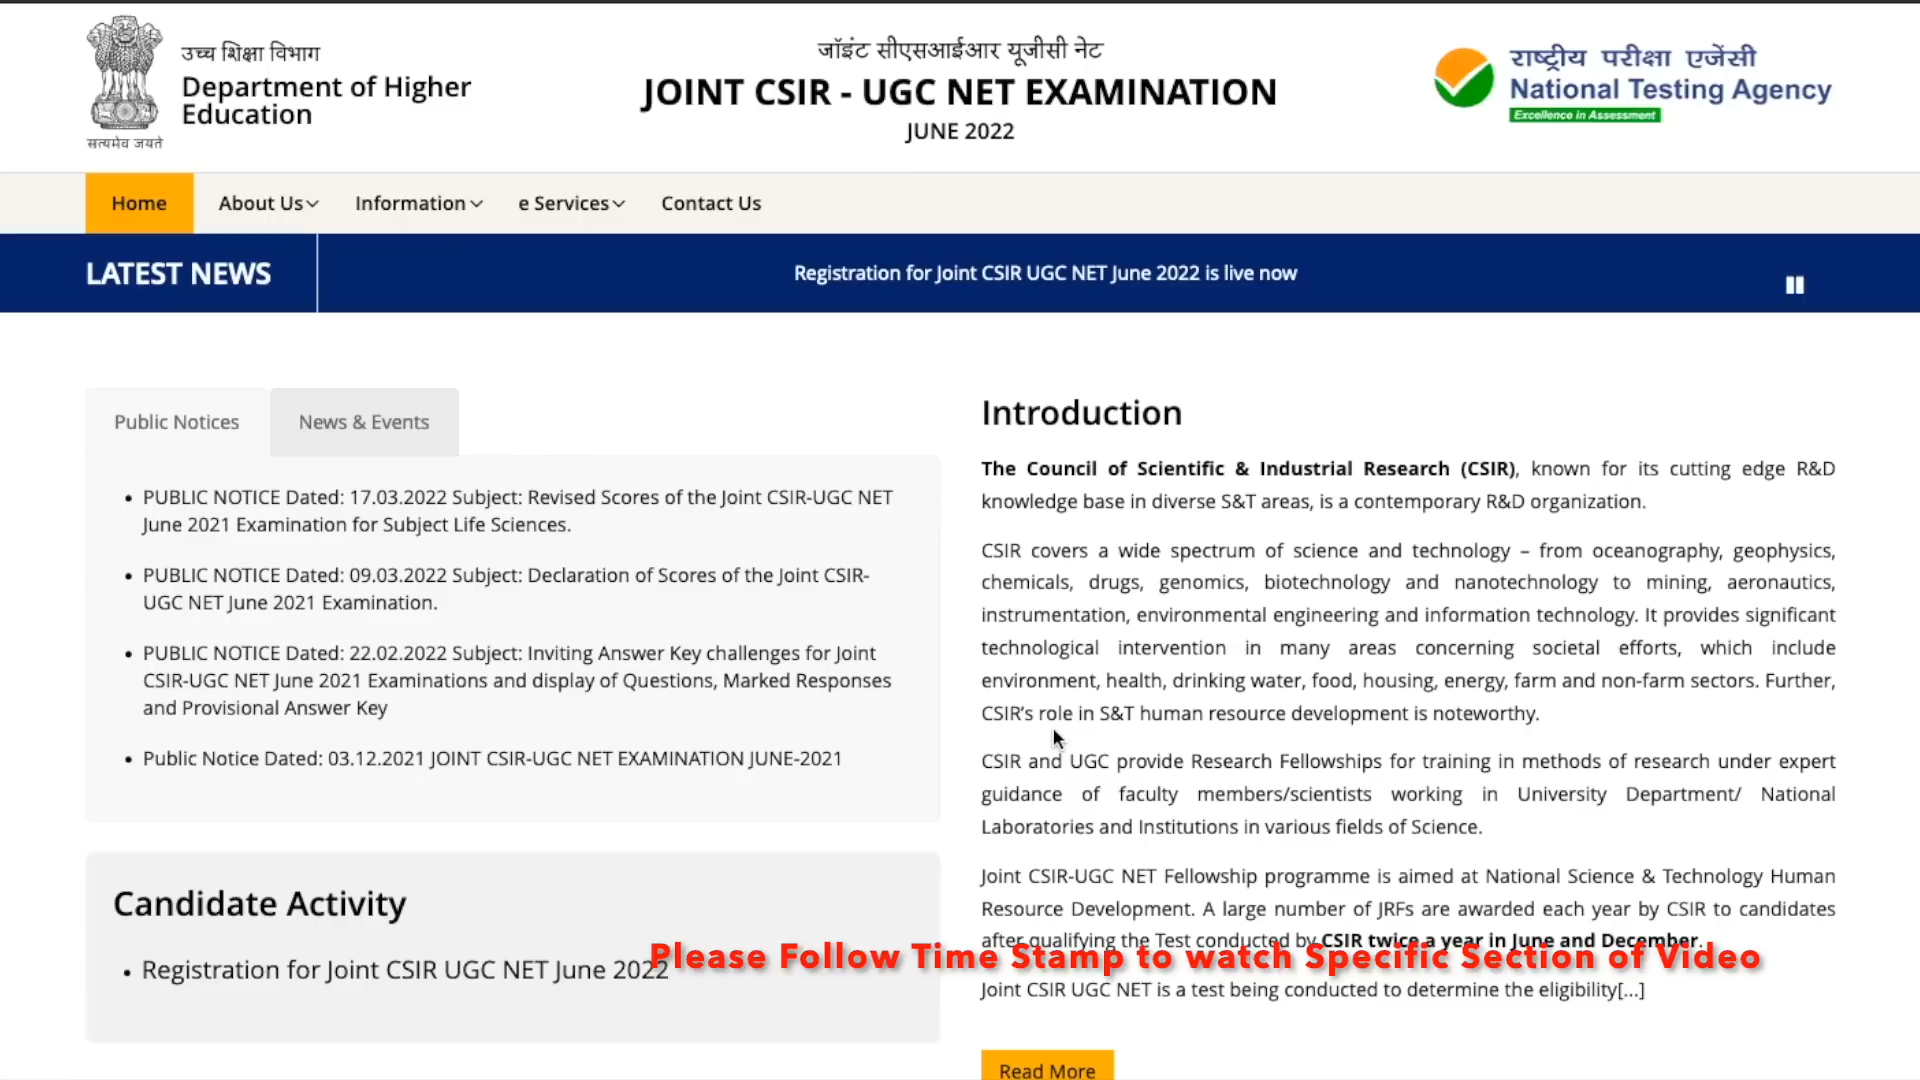 सत्यमेव जयते
उच्च शिक्षा विभाग
Department of Higher
Education
जॉइंट सीएसआईआर यूजीसी नेट
JOINT CSIR - UGC NET EXAMINATION
JUNE 2022
राष्ट्रीय परीक्षा एजेंसी
National Testing Agency
Excellence in Assessment
Home
About Us
Information
e Services
Contact Us
LATEST NEWS
Registration for Joint CSIR UGC NET June 2022 is live now
Public Notices
News & Events
PUBLIC NOTICE Dated: 17.03.2022 Subject: Revised Scores of the Joint CSIR-UGC NET
June 2021 Examination for Subject Life Sciences.
PUBLIC NOTICE Dated: 09.03.2022 Subject: Declaration of Scores of the Joint CSIR-
UGC NET June 2021 Examination.
PUBLIC NOTICE Dated: 22.02.2022 Subject: Inviting Answer Key challenges for Joint
CSIR-UGC NET June 2021 Examinations and display of Questions, Marked Responses
and Provisional Answer Key
Public Notice Dated: 03.12.2021 JOINT CSIR-UGC NET EXAMINATION JUNE-2021
Candidate Activity
Registration for Joint CSIR UGC NET June 2022
Introduction
The Council of Scientific & Industrial Research (CSIR), known for its cutting edge R&D
knowledge base in diverse S&T areas, is a contemporary R&D organization.
CSIR covers a wide spectrum of science and technology – from oceanography, geophysics,
chemicals, drugs, genomics, biotechnology and nanotechnology to mining, aeronautics,
instrumentation, environmental engineering and information technology. It provides significant
technological intervention in many areas concerning societal efforts, which include
environment, health, drinking water, food, housing, energy, farm and non-farm sectors. Further,
CSIR’s role in S&T human resource development is noteworthy.
CSIR and UGC provide Research Fellowships for training in methods of research under expert
guidance of faculty members/scientists working in University Department/ National
Laboratories and Institutions in various fields of Science.
Joint CSIR-UGC NET Fellowship programme is aimed at National Science & Technology Human
Resource Development. A large number of JRFs are awarded each year by CSIR to candidates
after qualifying the Test conducted by CSIR twice a year in June and December.
Please Follow Time Stamp to watch Specific Section of Video
Joint CSIR UGC NET is a test being conducted to determine the eligibility[...]
Read More